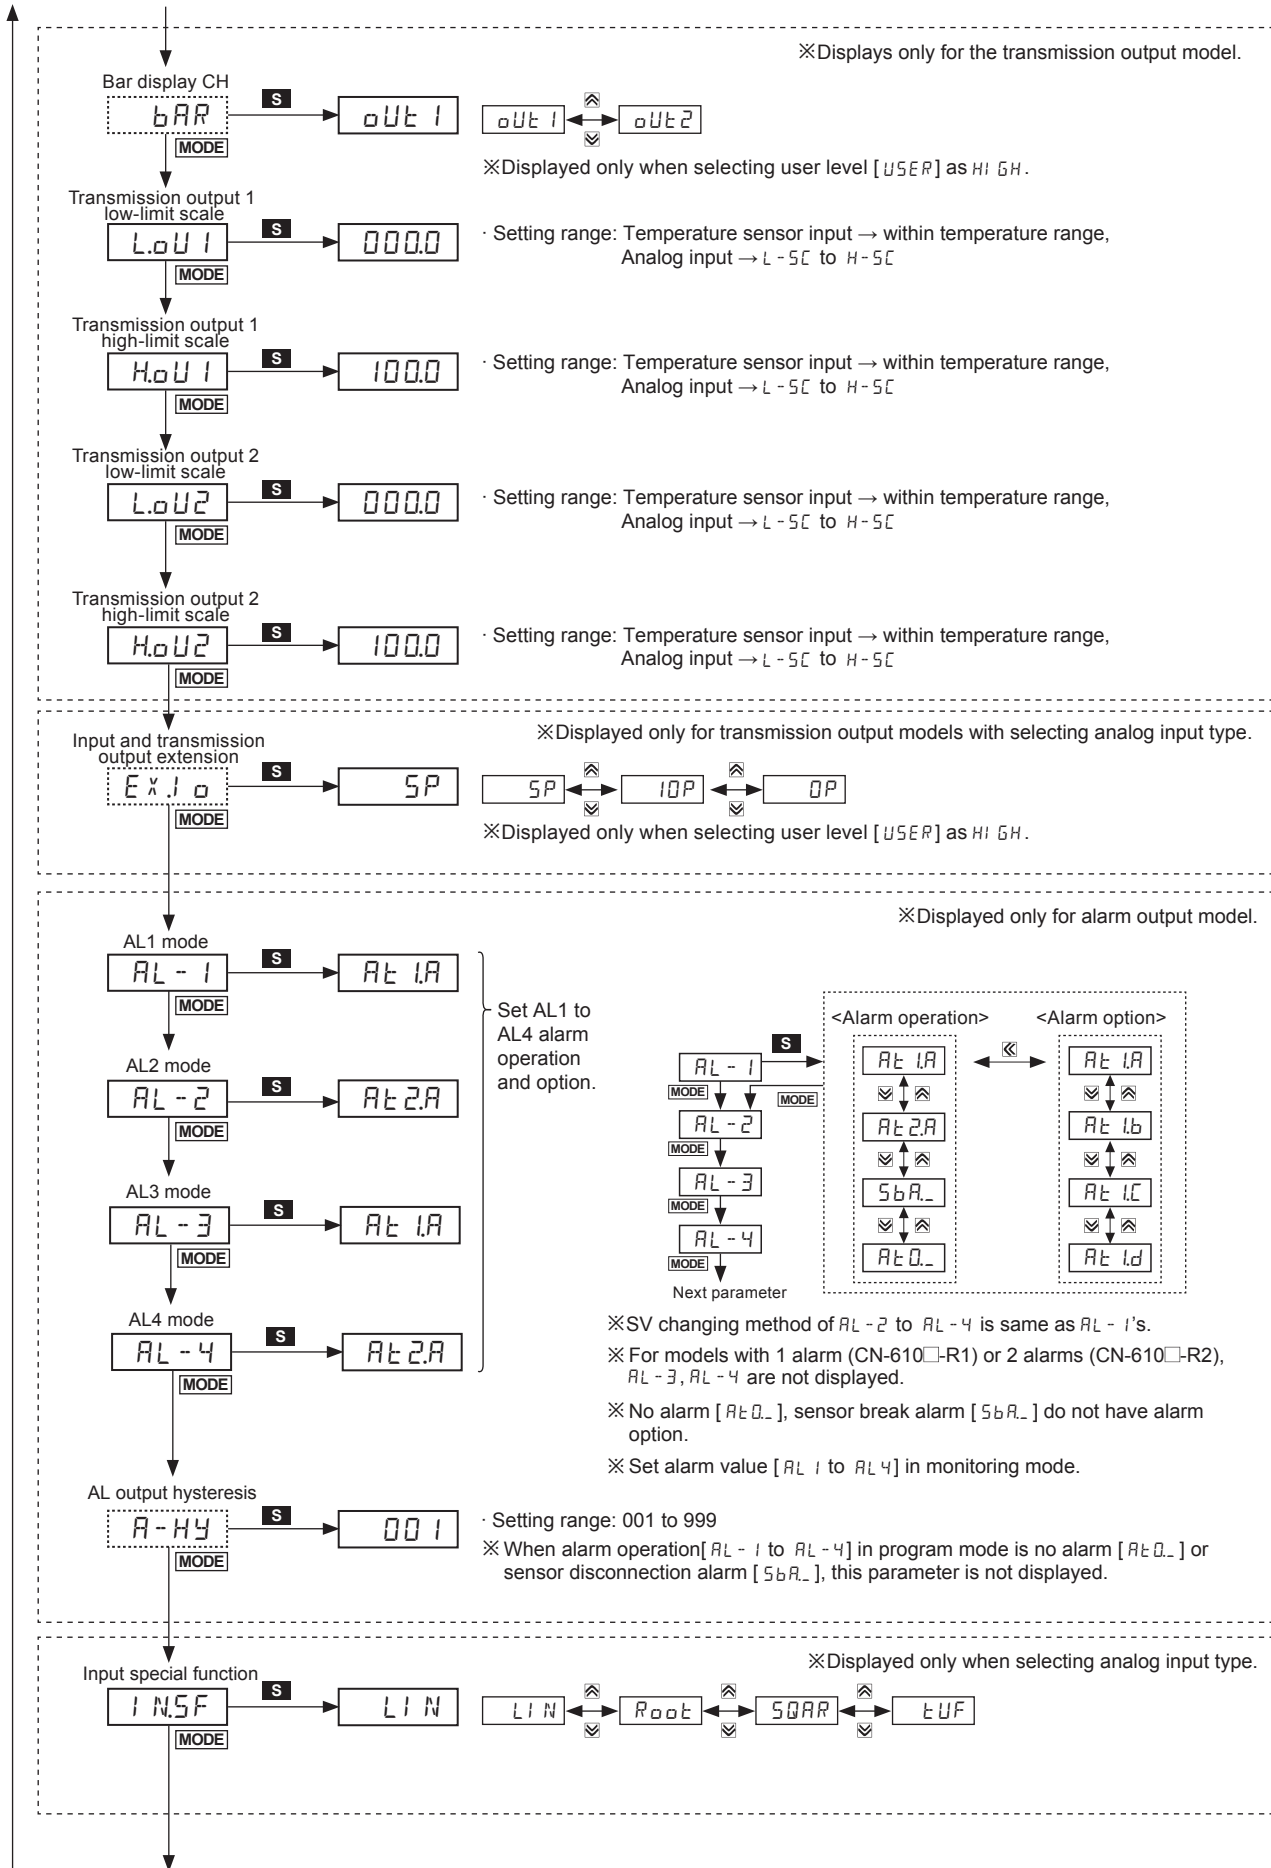 ※Displays only for the transmission output model.
Bar display CH
bAR
S
oUt1
oUt1
oUt2
MODE
※Displayed only when selecting user level [ USER] as HIGH.
Transmission output 1
low-limit scale
L.oU1
S
000.0
· Setting range: Temperature sensor input → within temperature range,
Analog input → L-SC to H-SC
MODE
Transmission output 1
high-limit scale
H.oU1
S
100.0
· Setting range: Temperature sensor input → within temperature range,
Analog input → L-SC to H-SC
MODE
Transmission output 2
low-limit scale
L.oU2
S
000.0
· Setting range: Temperature sensor input → within temperature range,
Analog input → L-SC to H-SC
MODE
Transmission output 2
high-limit scale
H.oU2
S
100.0
· Setting range: Temperature sensor input → within temperature range,
Analog input → L-SC to H-SC
MODE
※Displayed only for transmission output models with selecting analog input type.
Input and transmission
output extension
EX.Io
S
5P
5P
10P
0P
MODE
※Displayed only when selecting user level [ USER] as HIGH.
※Displayed only for alarm output model.
AL1 mode
AL-1
S
At1.A
MODE
AL2 mode
AL-2
S
At2.A
MODE
AL3 mode
AL-3
S
At1.A
MODE
AL4 mode
AL-4
S
At2.A
MODE
Set AL1 to
AL4 alarm
operation
and option.
<Alarm operation>
<Alarm option>
AL-1
S
MODE
MODE
AL-2
MODE
AL-3
MODE
AL-4
MODE
Next parameter
At1.A
At2.A
SbA._
At0._
At1.A
At1.b
At1.C
At1.d
※SV changing method of AL-2 to AL-4 is same as AL-1's.
※For models with 1 alarm (CN-610□-R1) or 2 alarms (CN-610□-R2),
AL-3, AL-4 are not displayed.
※No alarm [ At0._ ], sensor break alarm [ SbA._ ] do not have alarm
option.
※Set alarm value [ AL1 to AL4] in monitoring mode.
AL output hysteresis
A-HY
S
001
MODE
· Setting range: 001 to 999
※When alarm operation[ AL-1 to AL-4] in program mode is no alarm [ At0._ ] or
sensor disconnection alarm [ SbA._ ], this parameter is not displayed.
※Displayed only when selecting analog input type.
Input special function
IN.SF
S
LIN
LIN
Root
SQAR
tUF
MODE